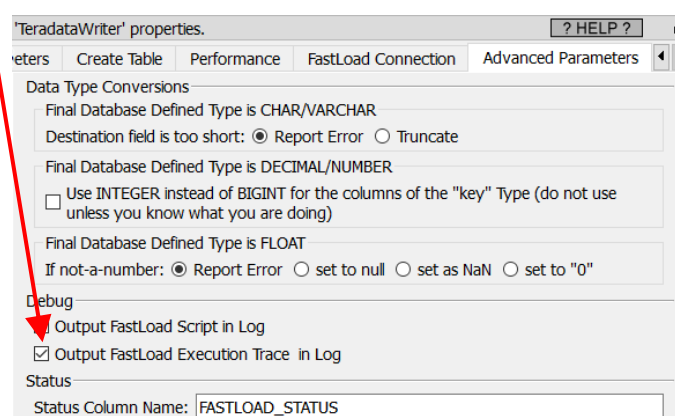 'TeradataWriter' properties.
? HELP ?
eters Create Table Performance FastLoad Connection Advanced Parameters
Data Type Conversions
Final Database Defined Type is CHAR/VARCHAR
Destination field is too short: Report Error Truncate
Final Database Defined Type is DECIMAL/NUMBER
Use INTEGER instead of BIGINT for the columns of the "key" Type (do not use
unless you know what you are doing)
Final Database Defined Type is FLOAT
If not-a-number: Report Error set to null set as NaN set to "0"
Debug
Output FastLoad Script in Log
Output FastLoad Execution Trace in Log
Status
Status Column Name: FASTLOAD_STATUS